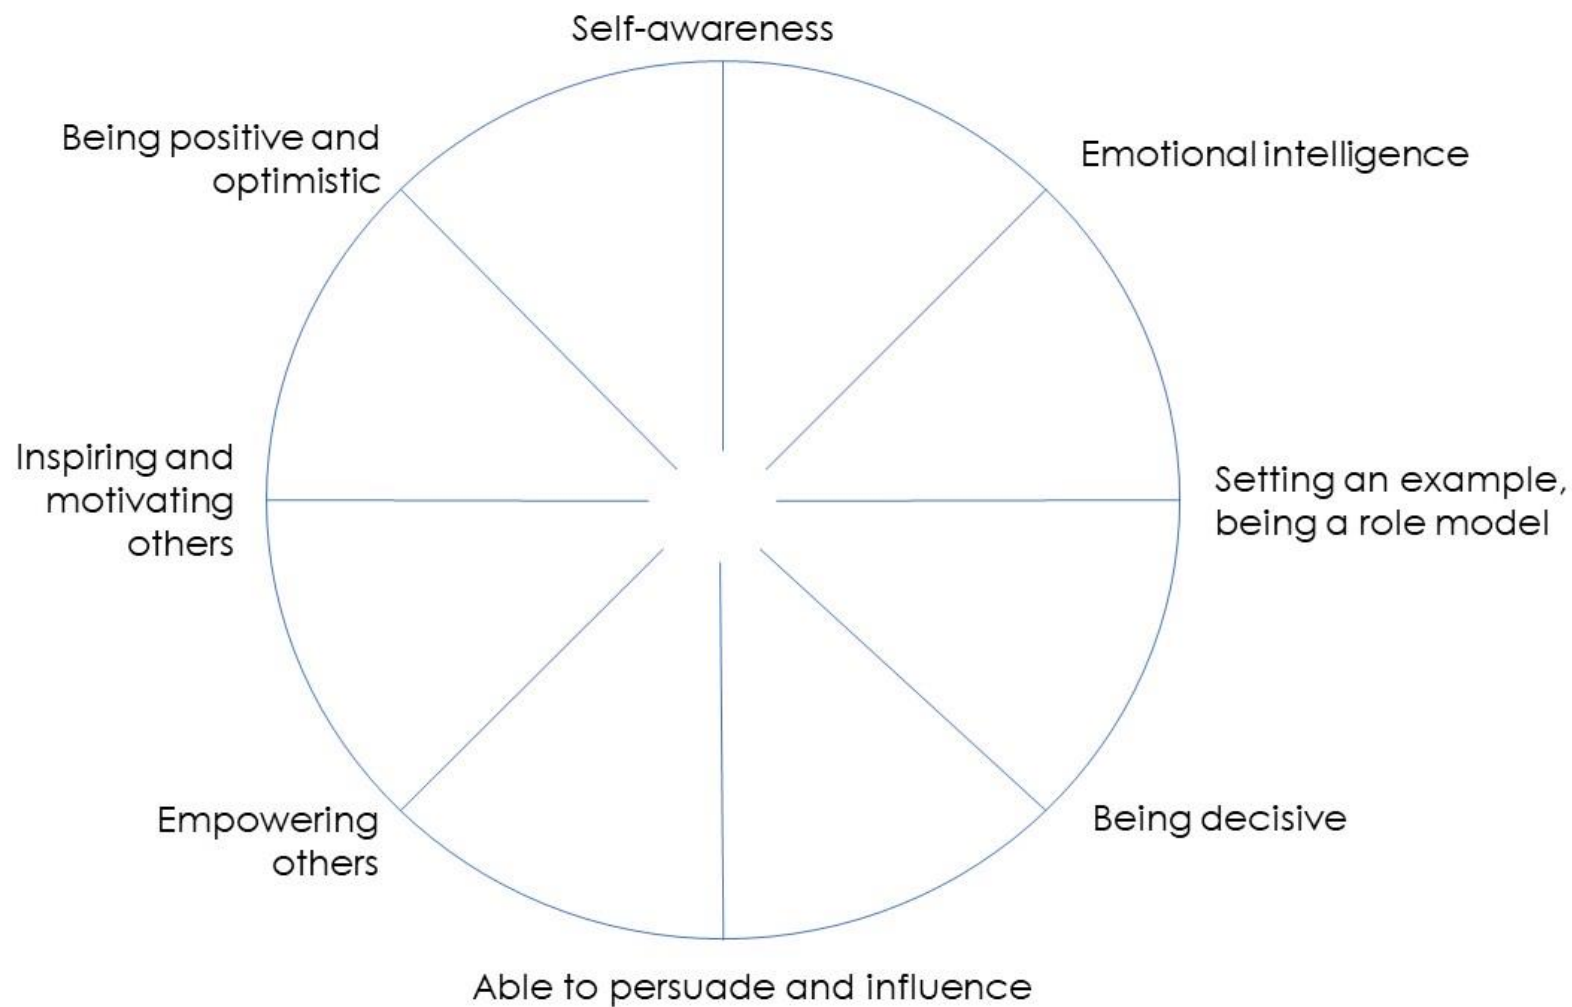 Self-awareness
Being positive and
optimistic
Emotional intelligence
Inspiring and
motivating
others
Setting an example,
being a role model
Empowering
others
Being decisive
Able to persuade and influence